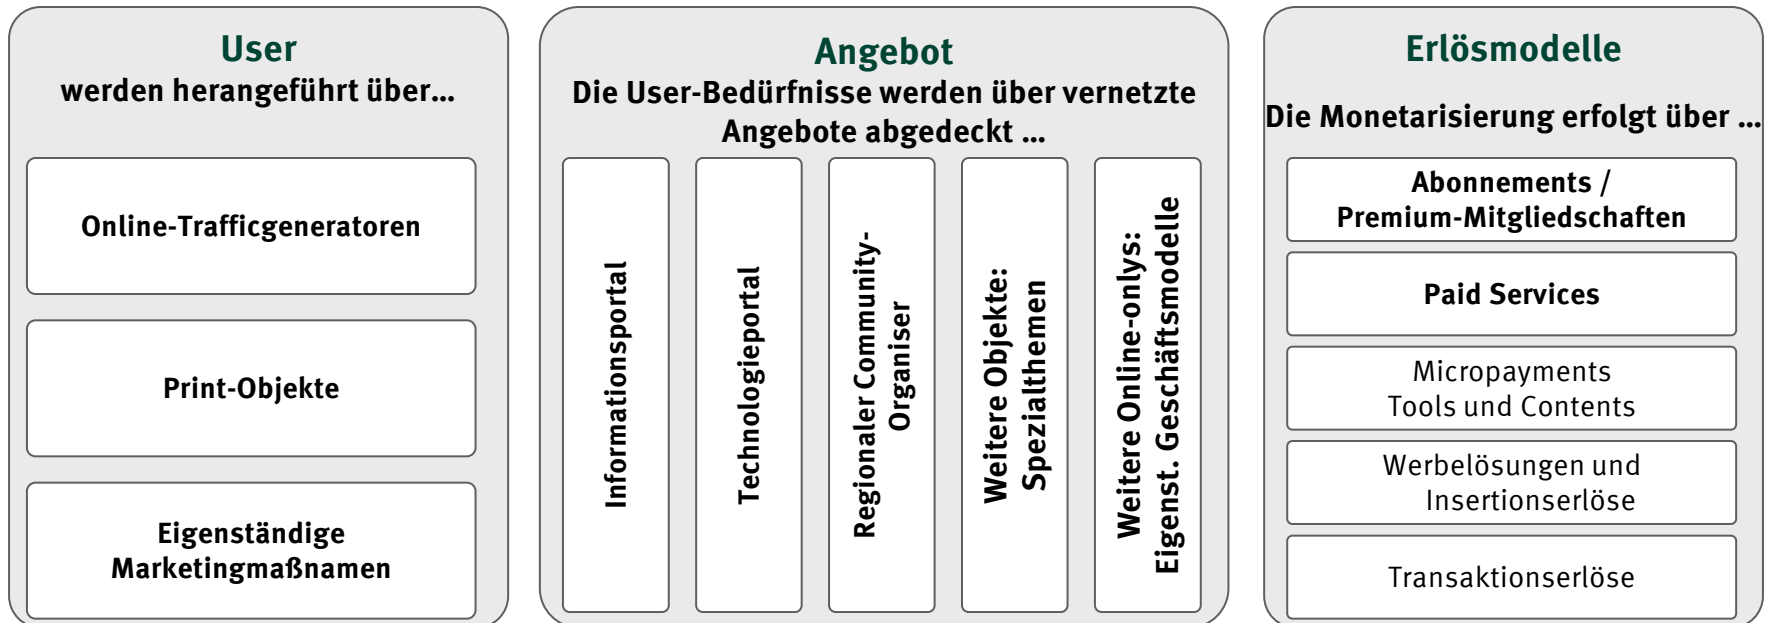 User
werden herangeführt über…
Online-Trafficgeneratoren
Print-Objekte
Eigenständige
Marketingmaßnamen
Angebot
Die User-Bedürfnisse werden über vernetzte
Angebote abgedeckt …
Informationsportal
Technologieportal
Regionaler Community-
Organiser
Weitere Objekte:
Spezialthemen
Weitere Online-onlys:
Eigenst. Geschäftsmodelle
Erlösmodelle
Die Monetarisierung erfolgt über …
Abonnements /
Premium-Mitgliedschaften
Paid Services
Micropayments
Tools und Contents
Werbelösungen und
Insertionserlöse
Transaktionserlöse